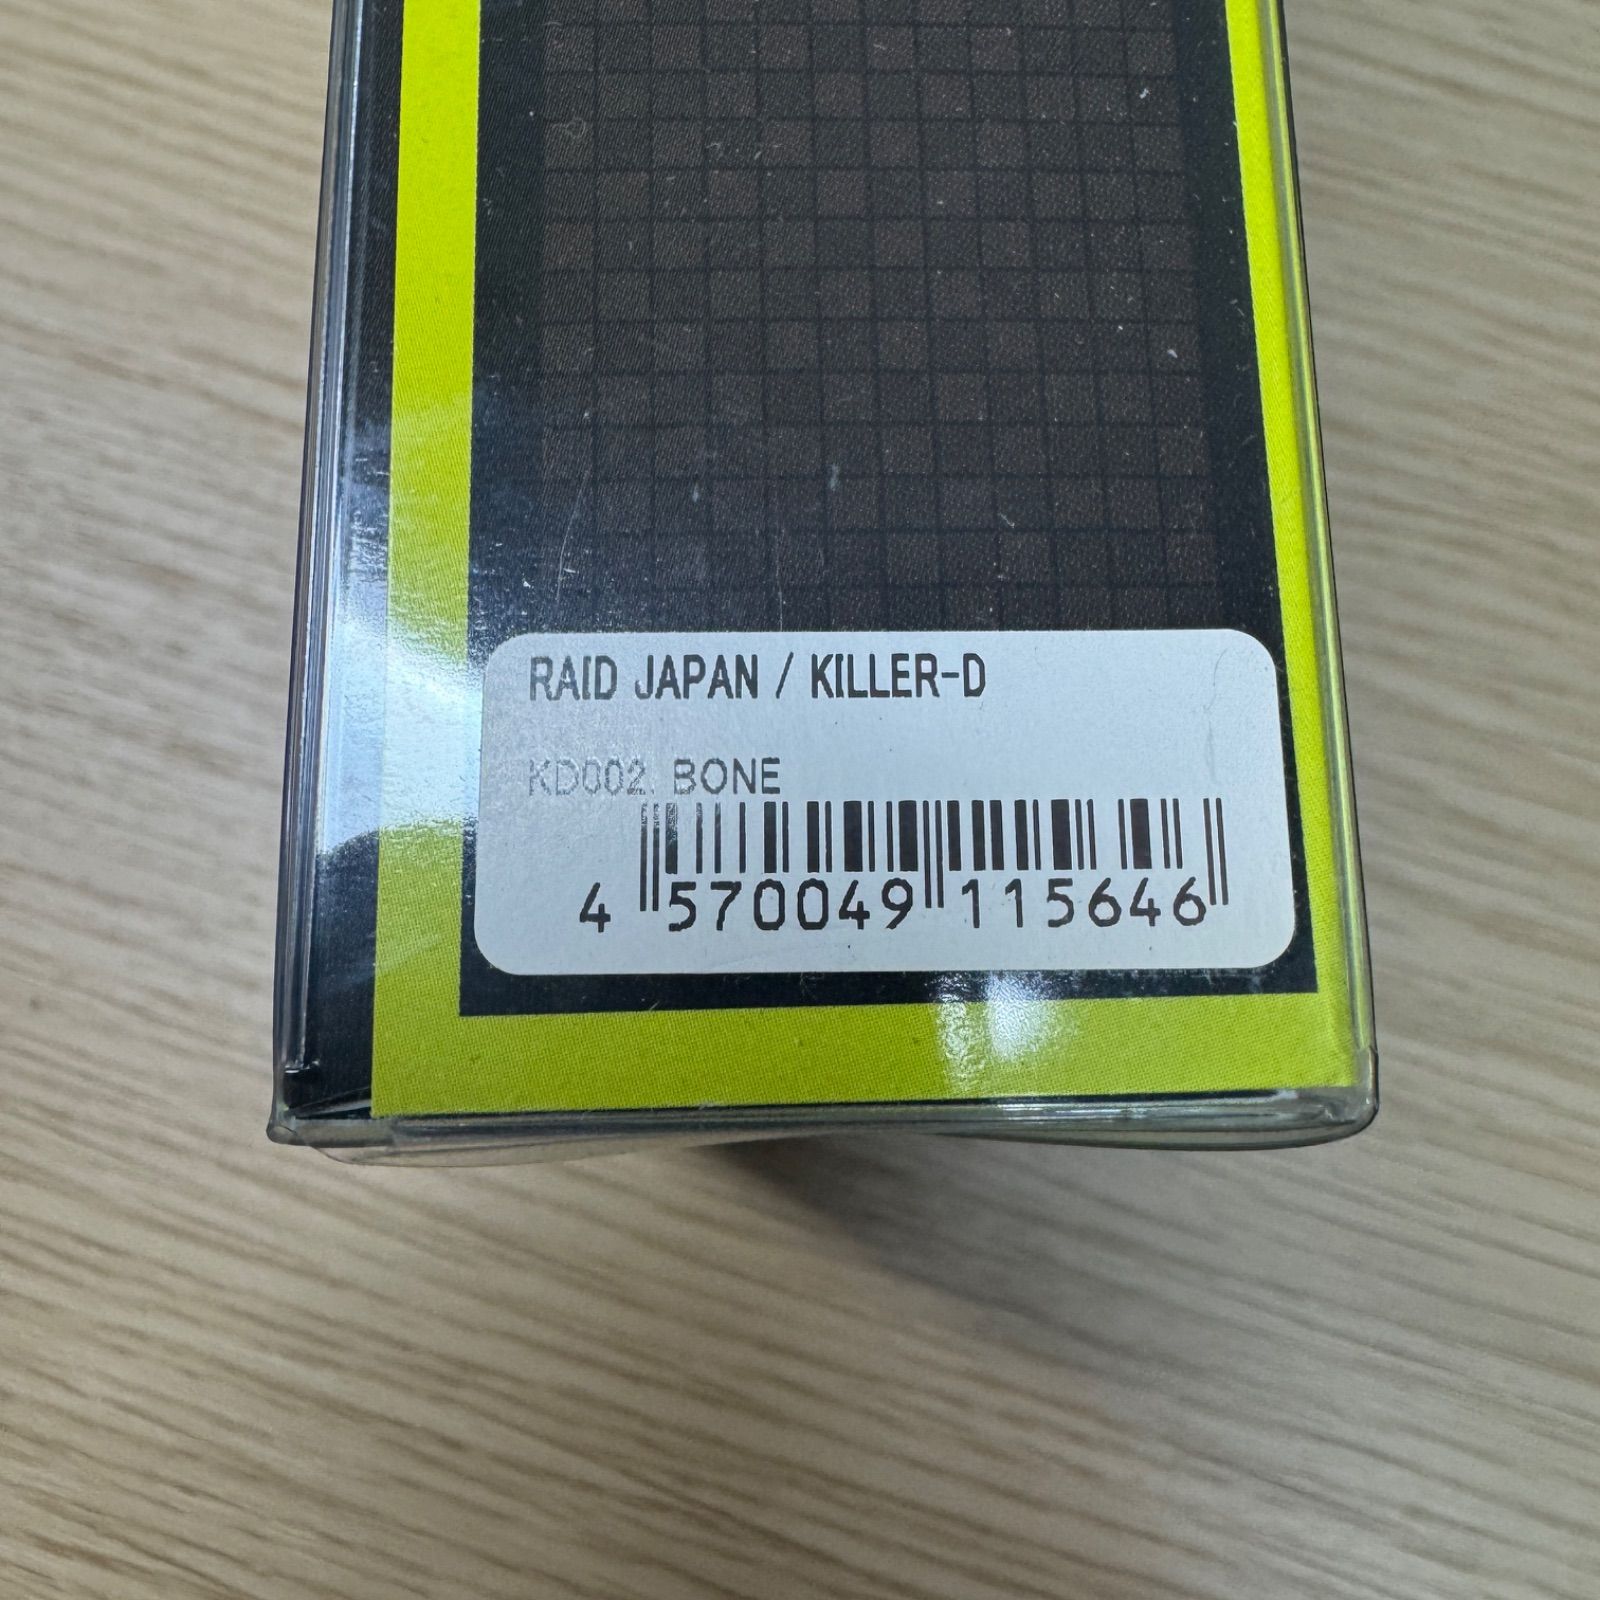 RAID JAPAN / KILLER-D
KD002. BONE
4 570049 115646